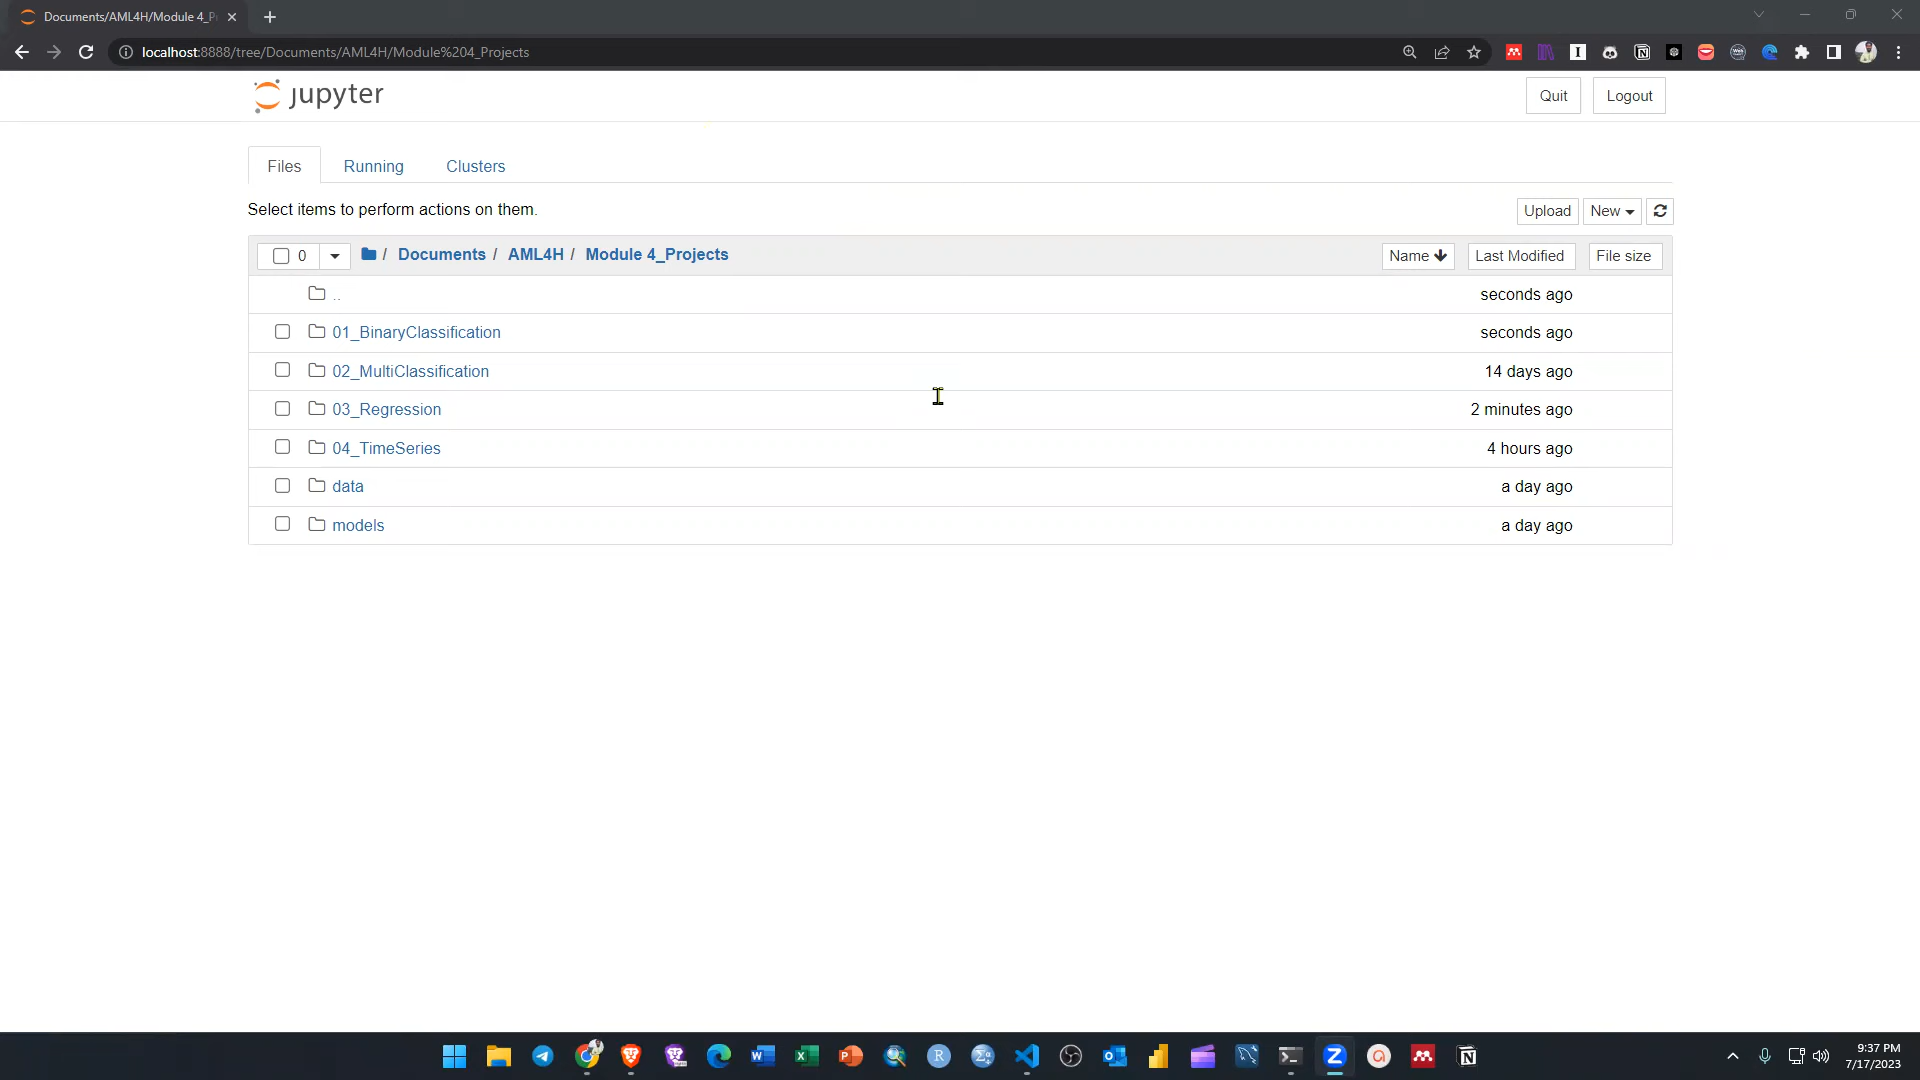 Documents/AML4H/Module 4_P
localhost:8888/tree/Documents/AML4H/Module%204_Projects
jupyter
Quit
Logout
Files
Running
Clusters
Select items to perform actions on them.
Upload
New
0
/ Documents / AML4H / Module 4_Projects
Name
Last Modified
File size
..
seconds ago
01_BinaryClassification
seconds ago
02_MultiClassification
14 days ago
03_Regression
2 minutes ago
04_TimeSeries
4 hours ago
data
a day ago
models
a day ago
9:37 PM
7/17/2023